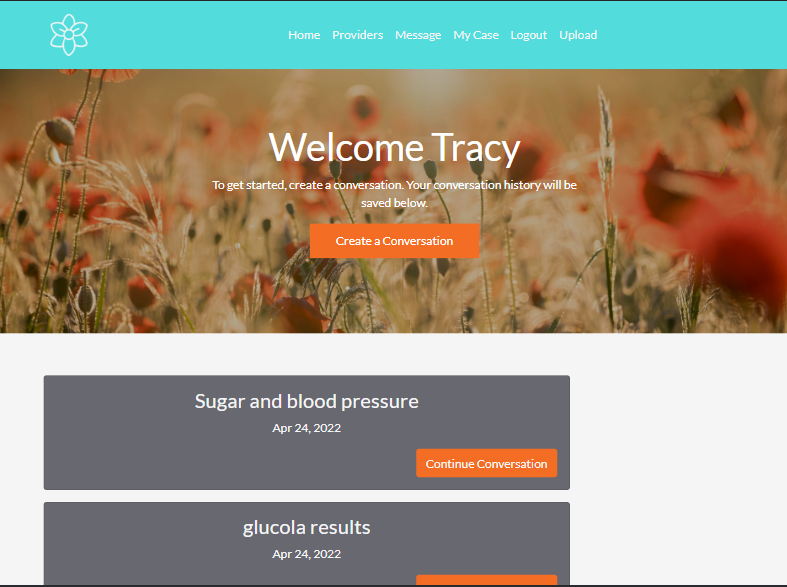 Home Providers Message My Case Logout Upload
Welcome Tracy
To get started, create a conversation. Your conversation history will be
saved below.
Create a Conversation
Sugar and blood pressure
Apr 24, 2022
Continue Conversation
glucola results
Apr 24, 2022